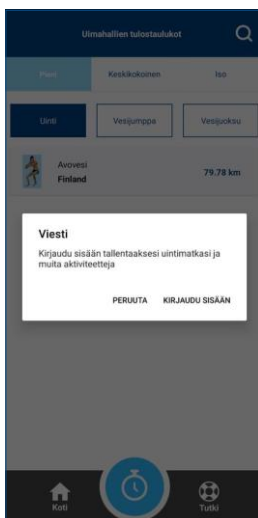 Uimahallien tulostaulukot
Pieni
Keskikokoinen
Iso
Uinti
Vesijumppa
Vesijuoksu
Avovesi
Finland
79.78 km
Viesti
Kirjaudu sisään tallentaaksesi uintimatkasi ja
muita aktiviteetteja
PERUUTA
KIRJAUDU SISÄÄN
Koti
Tutki